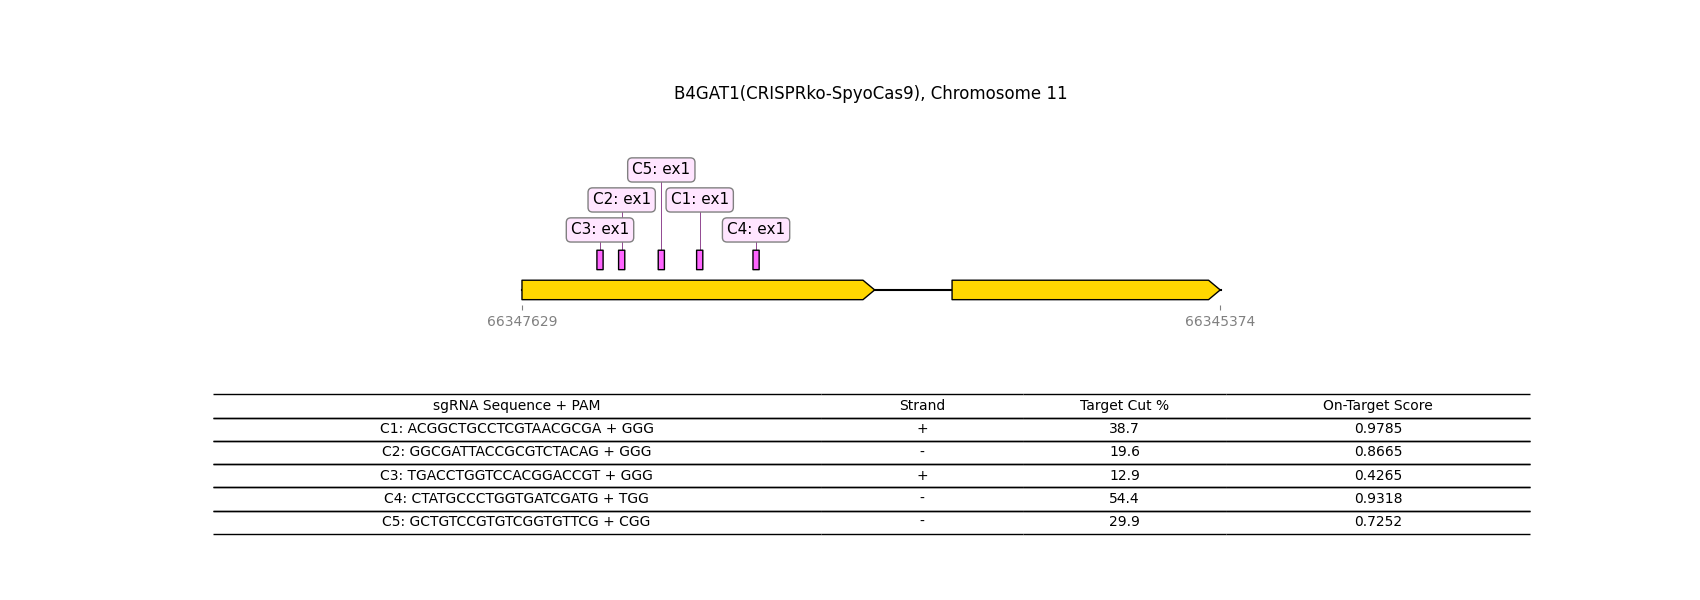 B4GAT1(CRISPRko-SpyoCas9), Chromosome 11
C5: ex1
C2: ex1 C1: ex1
C3: ex1 C4: ex1
66347629 66345374
sgRNA Sequence + PAM Strand Target Cut % On-Target Score
C1: ACGGCTGCCTCGTAACGCGA + GGG + 38.7 0.9785
C2: GGCGATTACCGCGTCTACAG + GGG - 19.6 0.8665
C3: TGACCTGGTCCACGGACCGT + GGG + 12.9 0.4265
C4: CTATGCCCTGGTGATCGATG + TGG - 54.4 0.9318
C5: GCTGTCCGTGTCGGTGTTCG + CGG - 29.9 0.7252